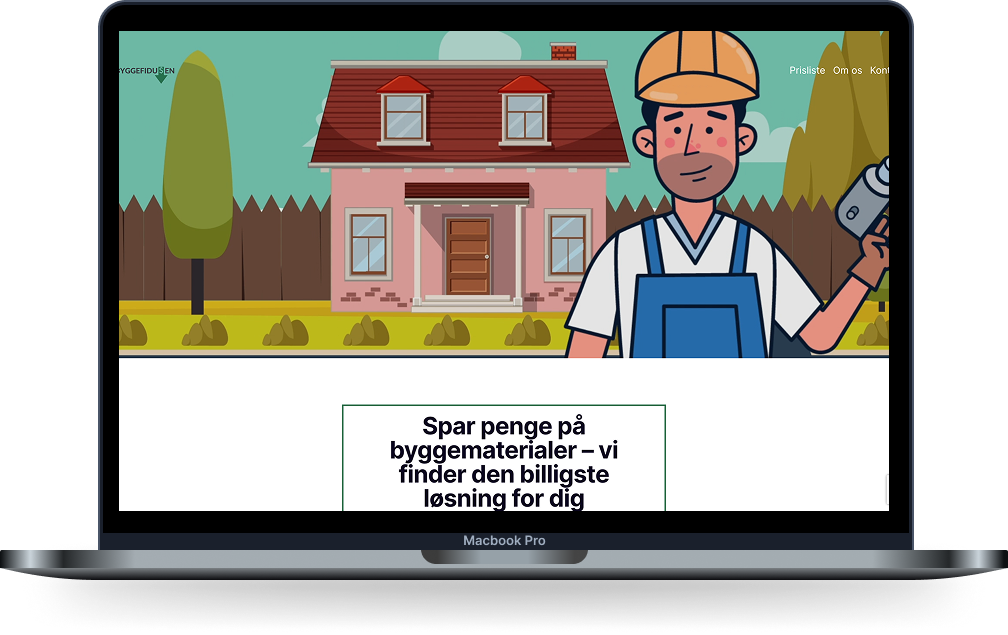 BYGGEFIDUSEN
Prisliste Om os Kont
Spar penge på
byggematerialer – vi
finder den billigste
løsning for dig
Macbook Pro